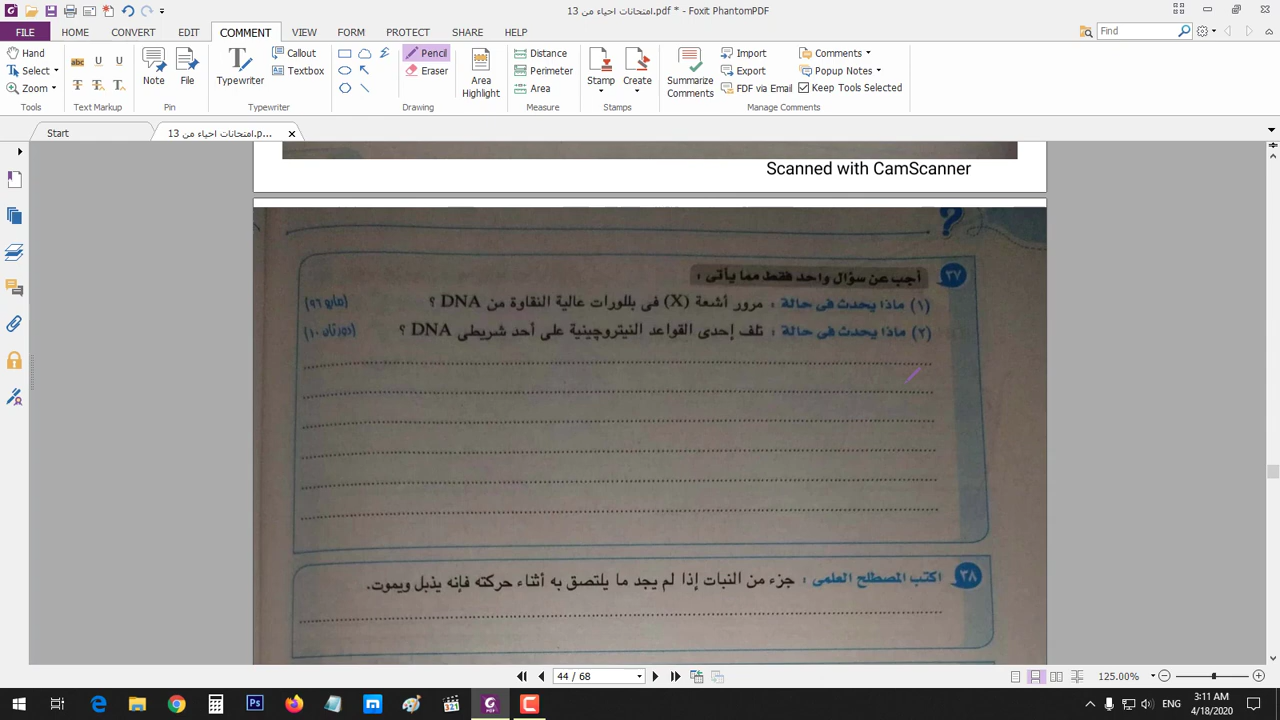 امتحانات احياء من 13.pdf * - Foxit PhantomPDF
FILE HOME CONVERT EDIT COMMENT VIEW FORM PROTECT SHARE HELP
Find
Hand
Select
Zoom
Tools
Text Markup
Note
File
Pin
Typewriter
Callout
Textbox
Typewriter
Pencil
Eraser
Drawing
Area Highlight
Distance
Perimeter
Area
Measure
Stamp
Create
Stamps
Summarize Comments
Import
Export
FDF via Email
Comments
Popup Notes
Keep Tools Selected
Manage Comments
Start
امتحانات احياء من 13.p...
Scanned with CamScanner
?
٣٧ أجب عن سؤال واحد فقط مما يأتى :
(١) ماذا يحدث فى حالة : مرور أشعة (X) فى بللورات عالية النقاوة من DNA ؟ (مايو ٩٦)
(٢) ماذا يحدث فى حالة : تلف إحدى القواعد النيتروچينية على أحد شريطى DNA ؟
٣٨ اكتب المصطلح العلمى : جزء من النبات إذا لم يجد ما يلتصق به أثناء حركته فإنه يذبل ويموت.
44 / 68
125.00%
3:11 AM
4/18/2020